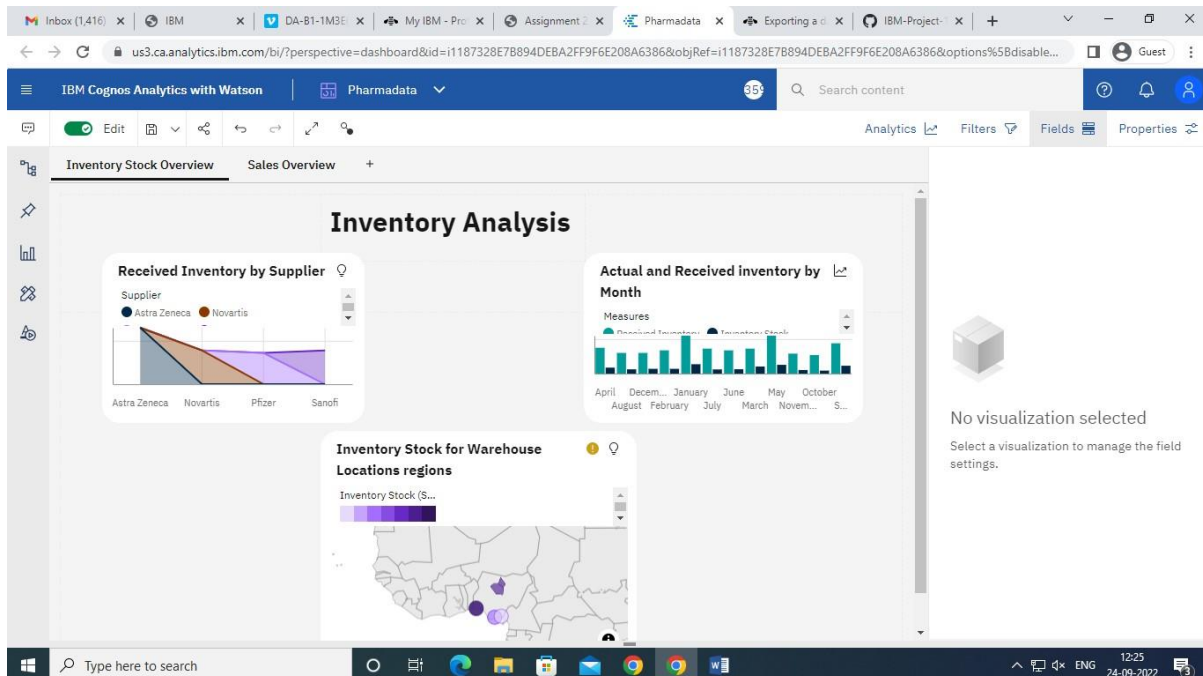 Inbox (1,416)
IBM
DA-B1-1M3E
My IBM - Pro
Assignment 2
Pharmadata
Exporting a d
IBM-Project-
us3.ca.analytics.ibm.com/bi/?perspective=dashboard&id=i1187328E7B894DEBA2FF9F6E208A6386&objRef=i1187328E7B894DEBA2FF9F6E208A6386&options%5Bdisable...
Guest
IBM Cognos Analytics with Watson
Pharmadata
Search content
Edit
Analytics
Filters
Fields
Properties
Inventory Stock Overview
Sales Overview
+
Inventory Analysis
Received Inventory by Supplier
Supplier
Astra Zeneca
Novartis
Astra Zeneca Novartis Pfizer Sanofi
Actual and Received inventory by
Month
Measures
Received Inventory Inventory Stock
April Decem... January June May October
August February July March Novem... S...
Inventory Stock for Warehouse
Locations regions
Inventory Stock (S...
No visualization selected
Select a visualization to manage the field
settings.
Type here to search
ENG
12:25
24-09-2022